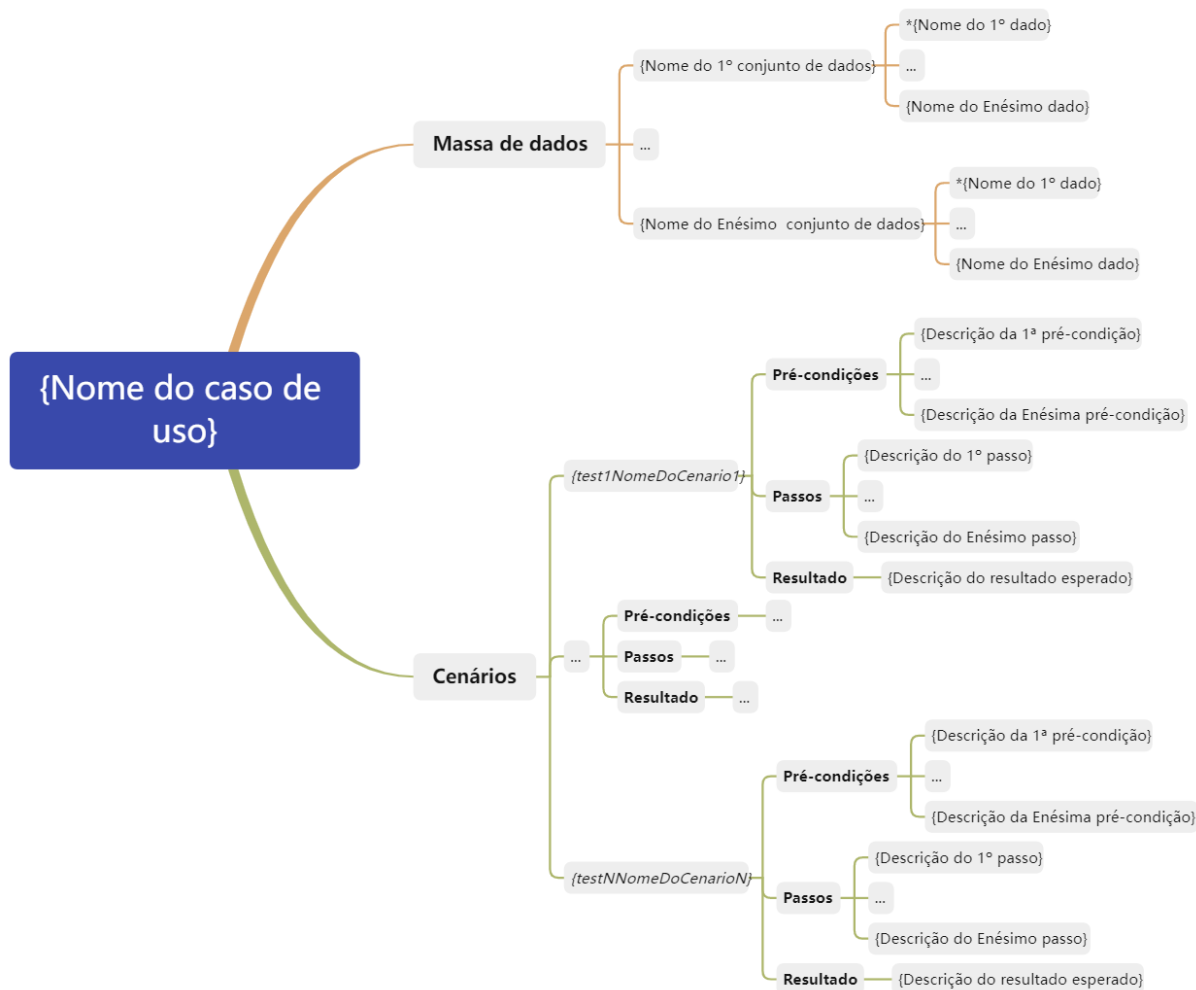 {Nome do caso de
uso}
Massa de dados
{Nome do 1º conjunto de dados}
*{Nome do 1º dado}
...
{Nome do Enésimo dado}
...
{Nome do Enésimo  conjunto de dados}
*{Nome do 1º dado}
...
{Nome do Enésimo dado}
Cenários
{test1NomeDoCenario1}
Pré-condições
{Descrição da 1ª pré-condição}
...
{Descrição da Enésima pré-condição}
Passos
{Descrição do 1º passo}
...
{Descrição do Enésimo passo}
Resultado
{Descrição do resultado esperado}
...
Pré-condições
...
Passos
...
Resultado
...
{testNNomeDoCenarioN}
Pré-condições
{Descrição da 1ª pré-condição}
...
{Descrição da Enésima pré-condição}
Passos
{Descrição do 1º passo}
...
{Descrição do Enésimo passo}
Resultado
{Descrição do resultado esperado}